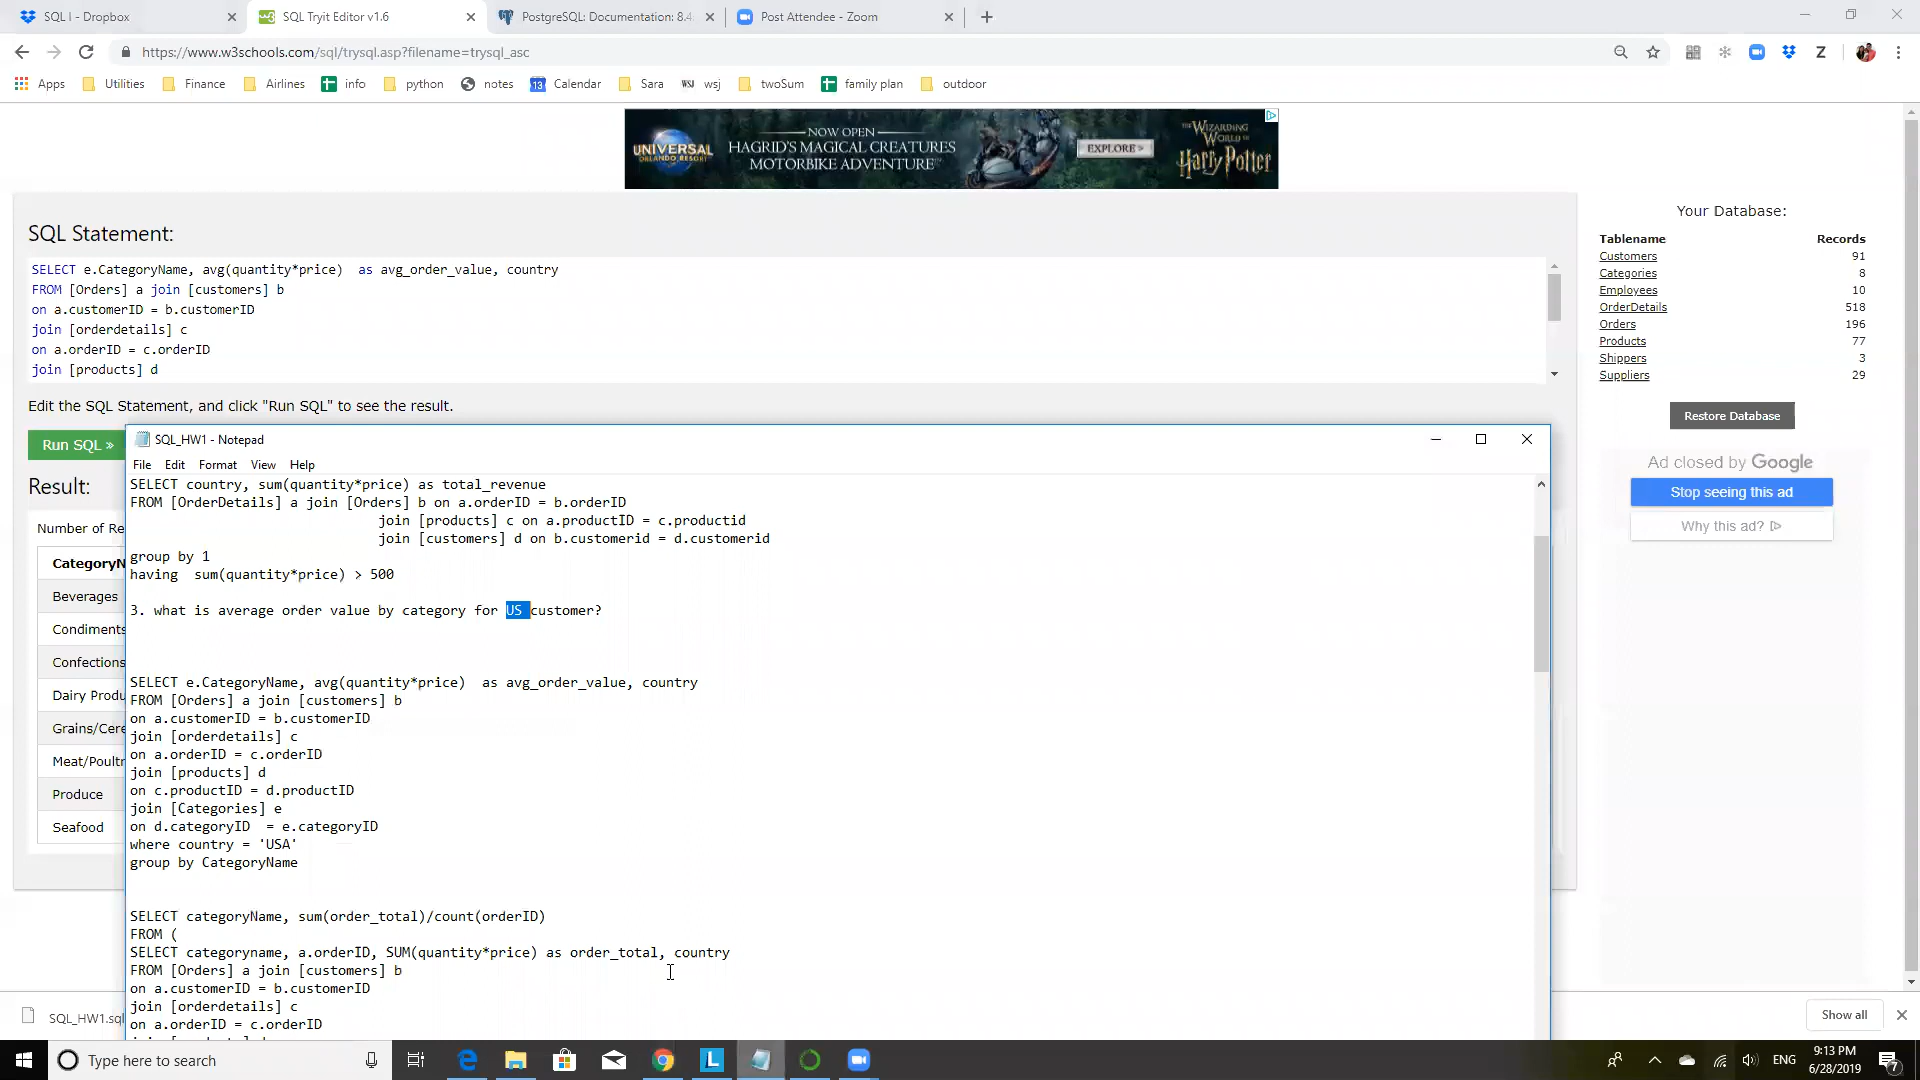 SQL I - Dropbox
SQL Tryit Editor v1.6
PostgreSQL: Documentation: 8.4
Post Attendee - Zoom
https://www.w3schools.com/sql/trysql.asp?filename=trysql_asc
Apps Utilities Finance Airlines info python notes Calendar Sara wsj twoSum family plan outdoor
UNIVERSAL
ORLANDO RESORT
NOW OPEN
HAGRID'S MAGICAL CREATURES
MOTORBIKE ADVENTURE™
EXPLORE >
THE WIZARDING
WORLD OF
Harry Potter
SQL Statement:
SELECT e.CategoryName, avg(quantity*price)  as avg_order_value, country
FROM [Orders] a join [customers] b
on a.customerID = b.customerID
join [orderdetails] c
on a.orderID = c.orderID
join [products] d
Edit the SQL Statement, and click "Run SQL" to see the result.
Run SQL »
Result:
Number of Re
CategoryN
Beverages
Condiments
Confections
Dairy Produ
Grains/Cere
Meat/Poultr
Produce
Seafood
Your Database:
Tablename Records
Customers 91
Categories 8
Employees 10
OrderDetails 518
Orders 196
Products 77
Shippers 3
Suppliers 29
Restore Database
Ad closed by Google
Stop seeing this ad
Why this ad?
SQL_HW1 - Notepad
File Edit Format View Help
SELECT country, sum(quantity*price) as total_revenue
FROM [OrderDetails] a join [Orders] b on a.orderID = b.orderID
join [products] c on a.productID = c.productid
join [customers] d on b.customerid = d.customerid
group by 1
having  sum(quantity*price) > 500
3. what is average order value by category for US customer?
SELECT e.CategoryName, avg(quantity*price)  as avg_order_value, country
FROM [Orders] a join [customers] b
on a.customerID = b.customerID
join [orderdetails] c
on a.orderID = c.orderID
join [products] d
on c.productID = d.productID
join [Categories] e
on d.categoryID  = e.categoryID
where country = 'USA'
group by CategoryName
SELECT categoryName, sum(order_total)/count(orderID)
FROM (
SELECT categoryname, a.orderID, SUM(quantity*price) as order_total, country
FROM [Orders] a join [customers] b
on a.customerID = b.customerID
join [orderdetails] c
on a.orderID = c.orderID
SQL_HW1.sql
Show all
Type here to search
ENG
9:13 PM
6/28/2019